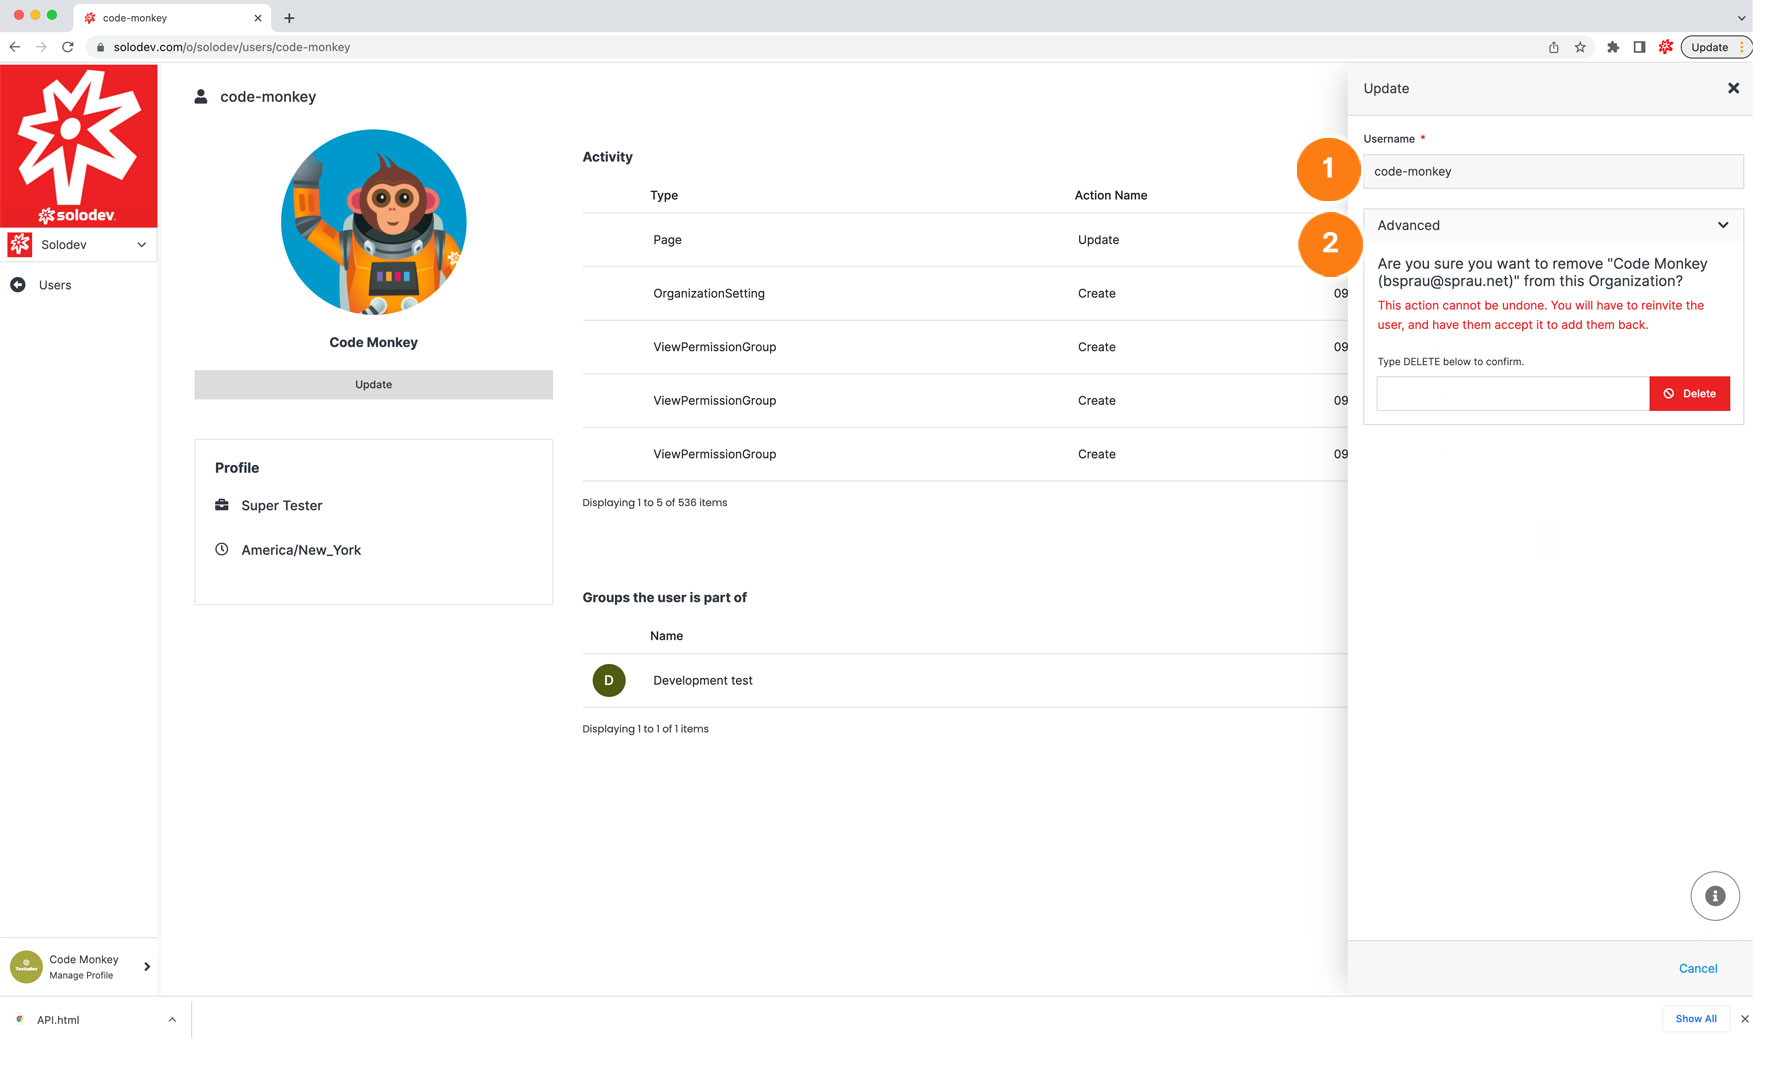 code-monkey
solodev.com/o/solodev/users/code-monkey
Update
solodev
Solodev
Users
code-monkey
Code Monkey
Update
Profile
Super Tester
America/New_York
Activity
Type Action Name
Page Update
OrganizationSetting Create 09
ViewPermissionGroup Create 09
ViewPermissionGroup Create 09
ViewPermissionGroup Create 09
Displaying 1 to 5 of 536 items
Groups the user is part of
Name
D Development test
Displaying 1 to 1 of 1 items
Update
Username *
1 code-monkey
2 Advanced
Are you sure you want to remove "Code Monkey
(bsprau@sprau.net)" from this Organization?
This action cannot be undone. You will have to reinvite the
user, and have them accept it to add them back.
Type DELETE below to confirm.
Delete
Cancel
Code Monkey
Manage Profile
API.html
Show All